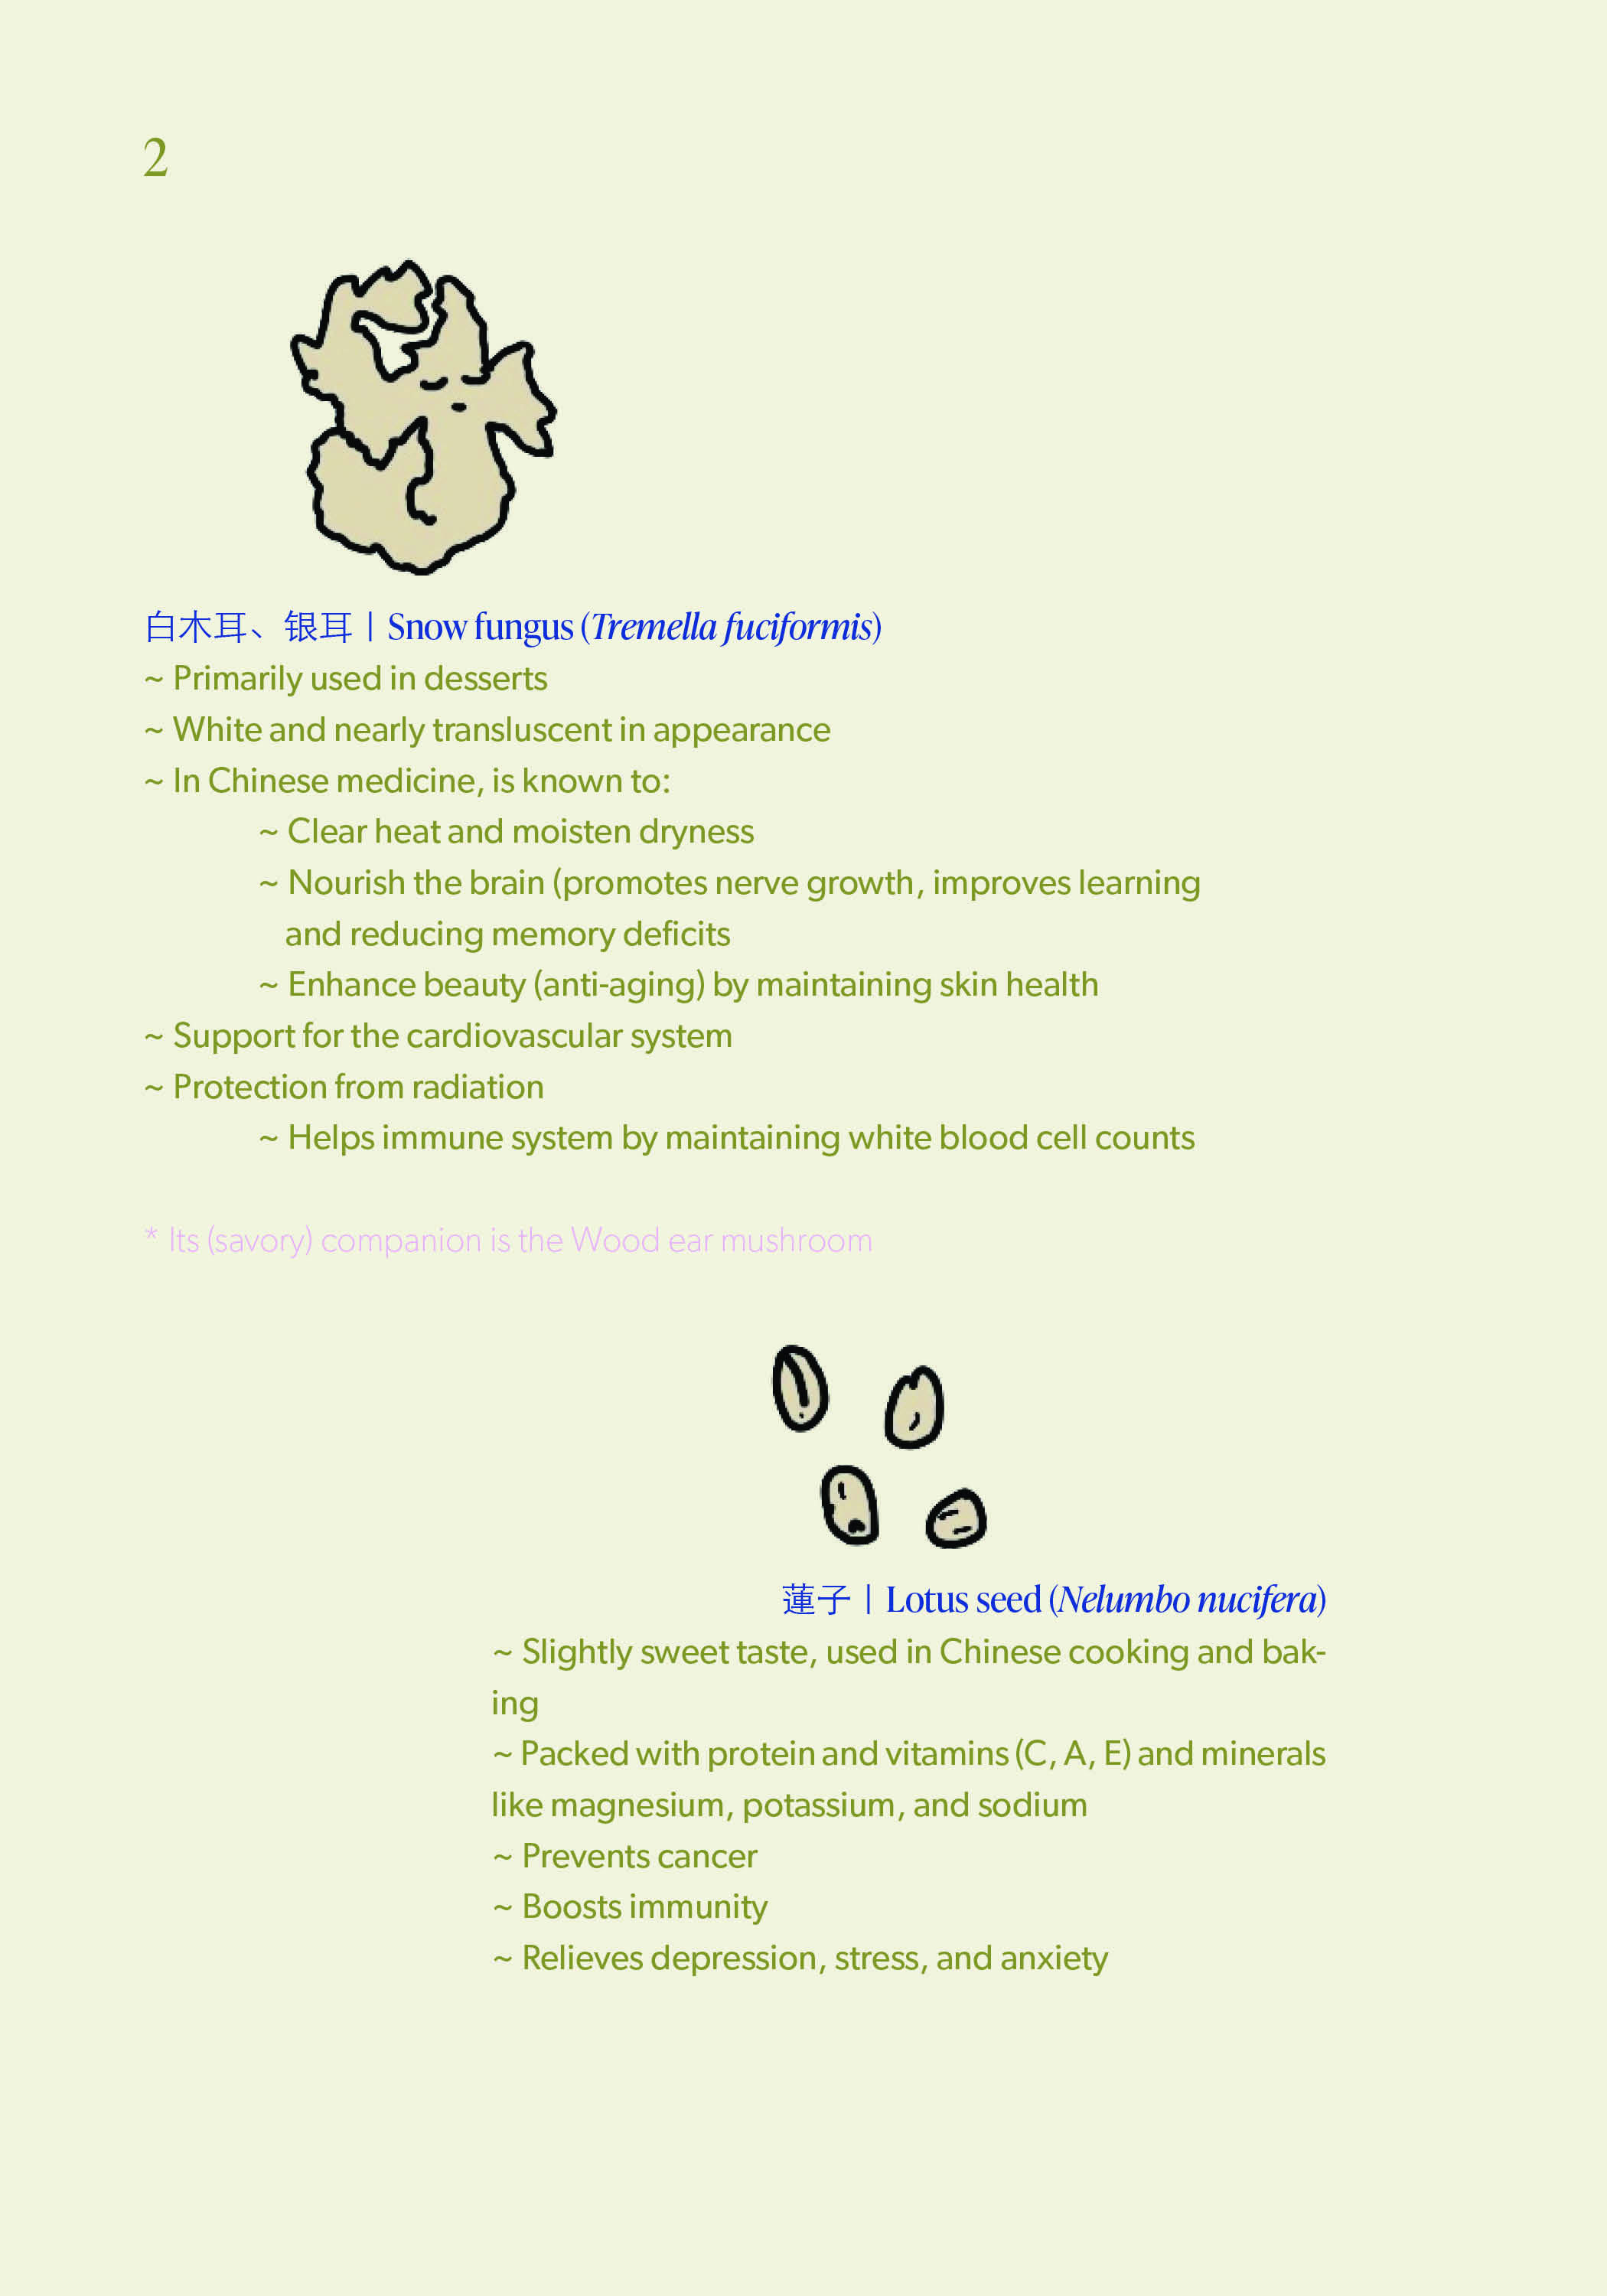 2
白木耳、银耳 | Snow fungus (Tremella fuciformis)
~ Primarily used in desserts
~ White and nearly transluscent in appearance
~ In Chinese medicine, is known to:
~ Clear heat and moisten dryness
~ Nourish the brain (promotes nerve growth, improves learning
and reducing memory deficits
~ Enhance beauty (anti-aging) by maintaining skin health
~ Support for the cardiovascular system
~ Protection from radiation
~ Helps immune system by maintaining white blood cell counts
* Its (savory) companion is the Wood ear mushroom
蓮子 | Lotus seed (Nelumbo nucifera)
~ Slightly sweet taste, used in Chinese cooking and bak-
ing
~ Packed with protein and vitamins (C, A, E) and minerals
like magnesium, potassium, and sodium
~ Prevents cancer
~ Boosts immunity
~ Relieves depression, stress, and anxiety